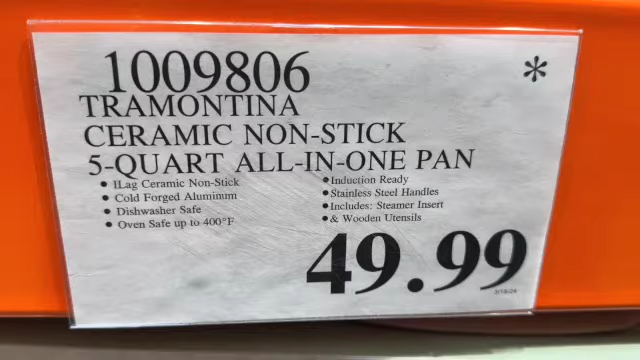 1009806
*
TRAMONTINA
CERAMIC NON-STICK
5-QUART ALL-IN-ONE PAN
• ILag Ceramic Non-Stick
• Cold Forged Aluminum
• Dishwasher Safe
• Oven Safe up to 400°F
• Induction Ready
• Stainless Steel Handles
• Includes: Steamer Insert
• & Wooden Utensils
49.99